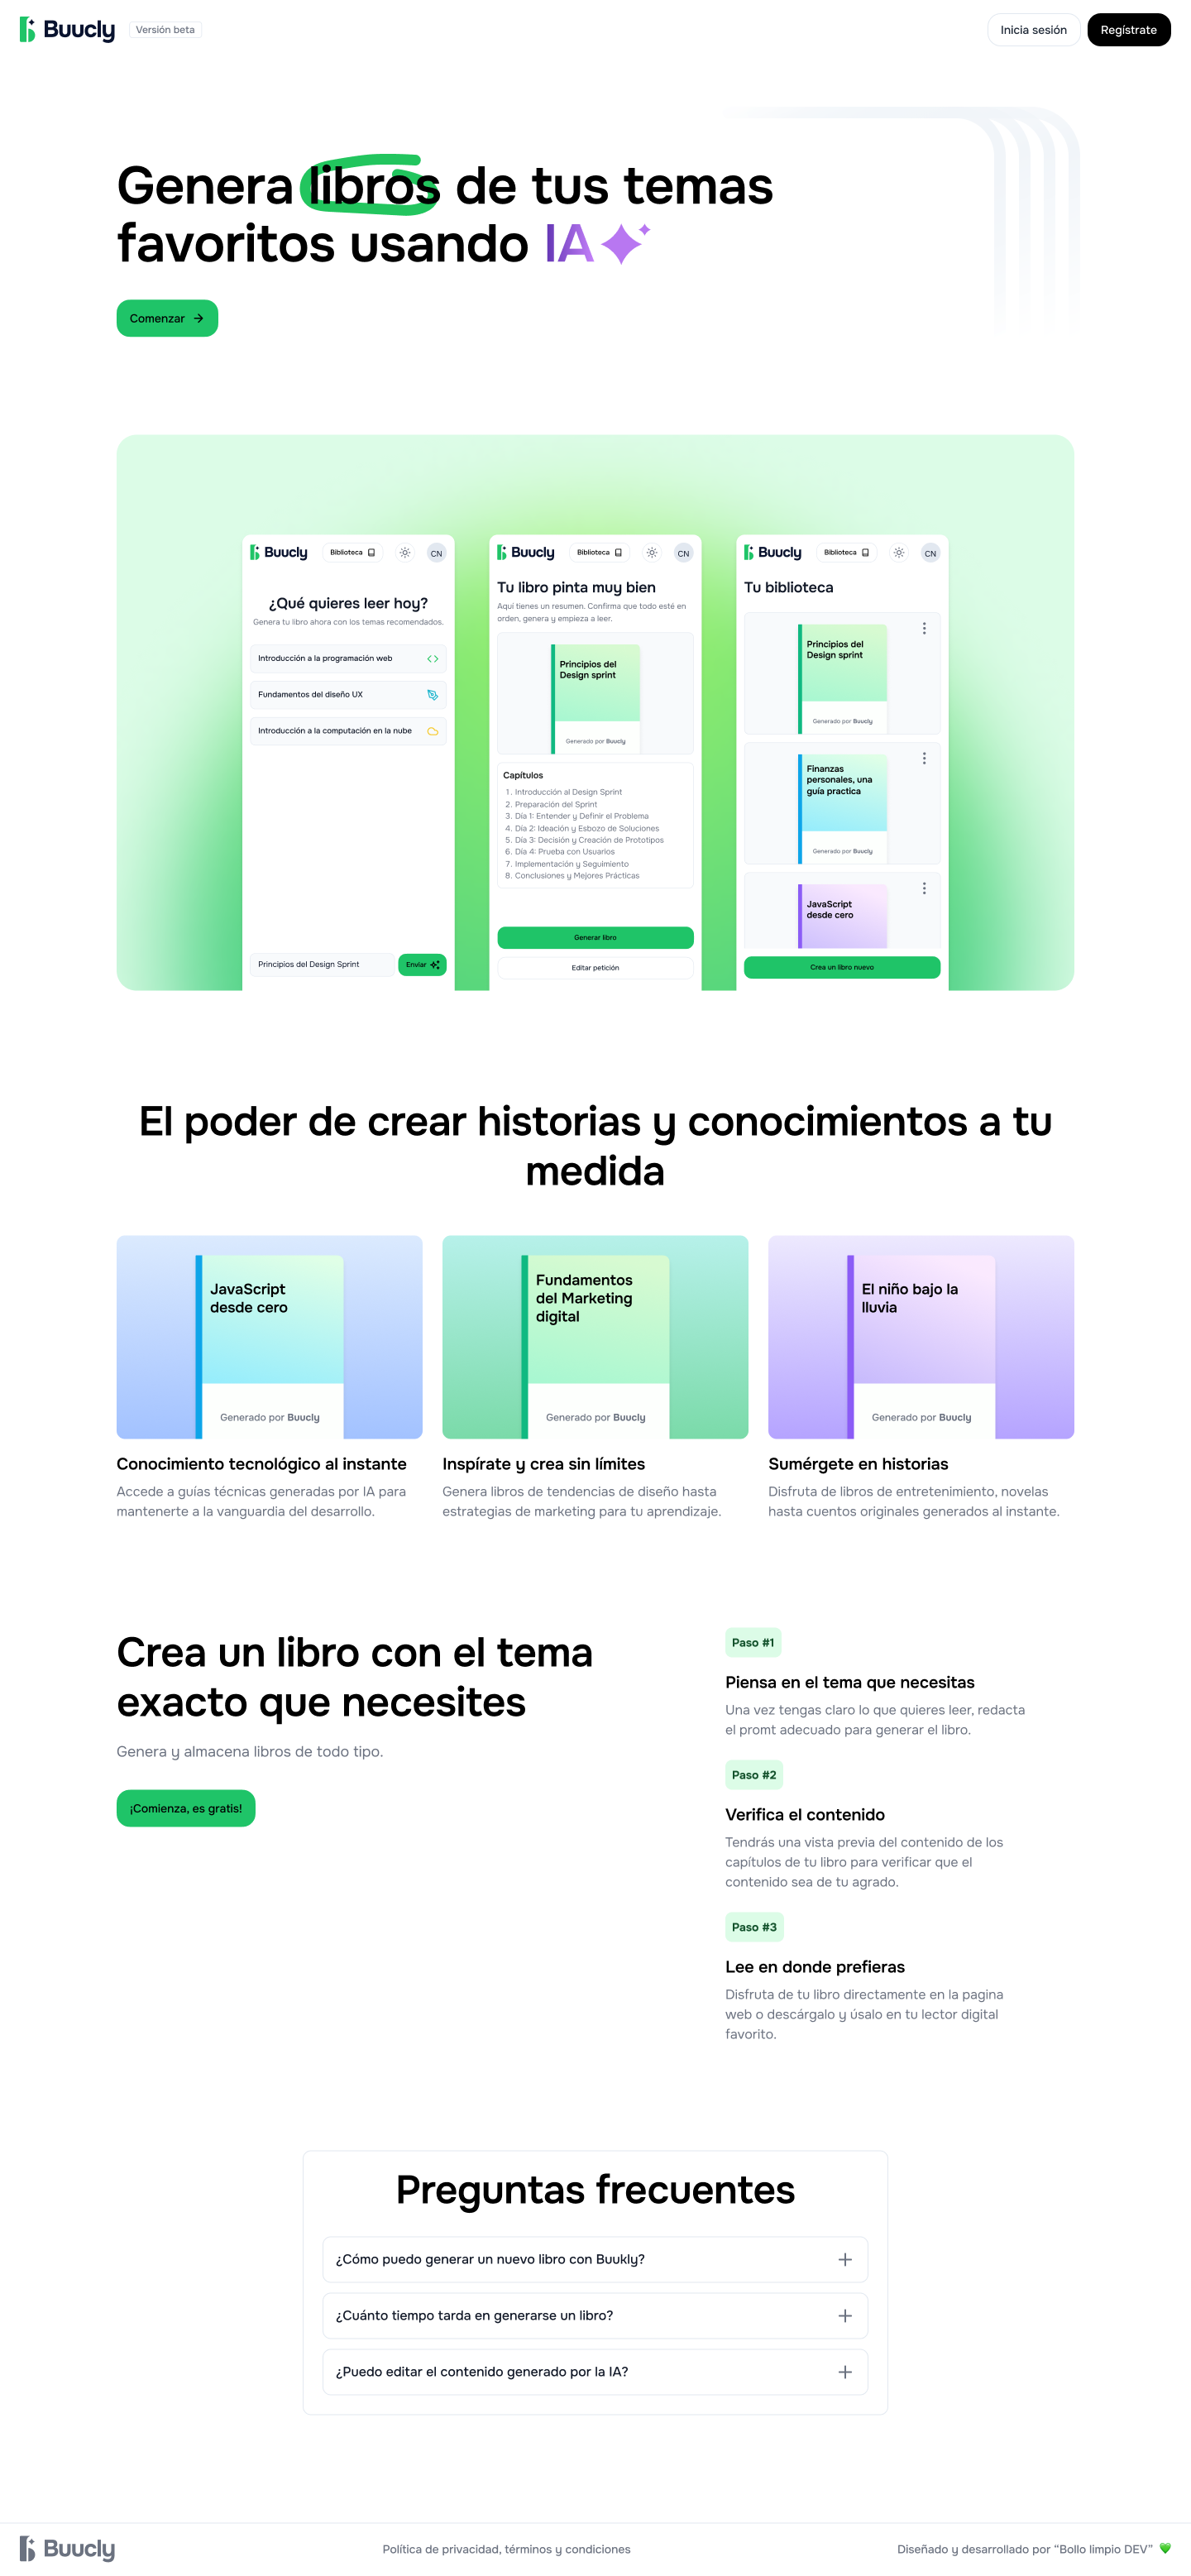 Buucly
Versión beta
Inicia sesión
Regístrate
Genera libros de tus temas
favoritos usando IA
Comenzar
Buucly
Biblioteca
CN
¿Qué quieres leer hoy?
Genera tu libro ahora con los temas recomendados.
Introducción a la programación web
Fundamentos del diseño UX
Introducción a la computación en la nube
Principios del Design Sprint
Enviar
Buucly
Biblioteca
CN
Tu libro pinta muy bien
Aquí tienes un resumen. Confirma que todo esté en
orden, genera y empieza a leer.
Principios del
Design sprint
Generado por Buucly
Capítulos
1. Introducción al Design Sprint
2. Preparación del Sprint
3. Día 1: Entender y Definir el Problema
4. Día 2: Ideación y Esbozo de Soluciones
5. Día 3: Decisión y Creación de Prototipos
6. Día 4: Prueba con Usuarios
7. Implementación y Seguimiento
8. Conclusiones y Mejores Prácticas
Generar libro
Editar petición
Buucly
Biblioteca
CN
Tu biblioteca
Principios del
Design sprint
Generado por Buucly
Finanzas
personales, una
guía practica
Generado por Buucly
JavaScript
desde cero
Crea un libro nuevo
El poder de crear historias y conocimientos a tu
medida
JavaScript
desde cero
Generado por Buucly
Conocimiento tecnológico al instante
Accede a guías técnicas generadas por IA para
mantenerte a la vanguardia del desarrollo.
Fundamentos
del Marketing
digital
Generado por Buucly
Inspírate y crea sin límites
Genera libros de tendencias de diseño hasta
estrategias de marketing para tu aprendizaje.
El niño bajo la
lluvia
Generado por Buucly
Sumérgete en historias
Disfruta de libros de entretenimiento, novelas
hasta cuentos originales generados al instante.
Crea un libro con el tema
exacto que necesites
Genera y almacena libros de todo tipo.
¡Comienza, es gratis!
Paso #1
Piensa en el tema que necesitas
Una vez tengas claro lo que quieres leer, redacta
el promt adecuado para generar el libro.
Paso #2
Verifica el contenido
Tendrás una vista previa del contenido de los
capítulos de tu libro para verificar que el
contenido sea de tu agrado.
Paso #3
Lee en donde prefieras
Disfruta de tu libro directamente en la pagina
web o descárgalo y úsalo en tu lector digital
favorito.
Preguntas frecuentes
¿Cómo puedo generar un nuevo libro con Buukly?
¿Cuánto tiempo tarda en generarse un libro?
¿Puedo editar el contenido generado por la IA?
Buucly
Política de privacidad, términos y condiciones
Diseñado y desarrollado por “Bollo limpio DEV” 💚